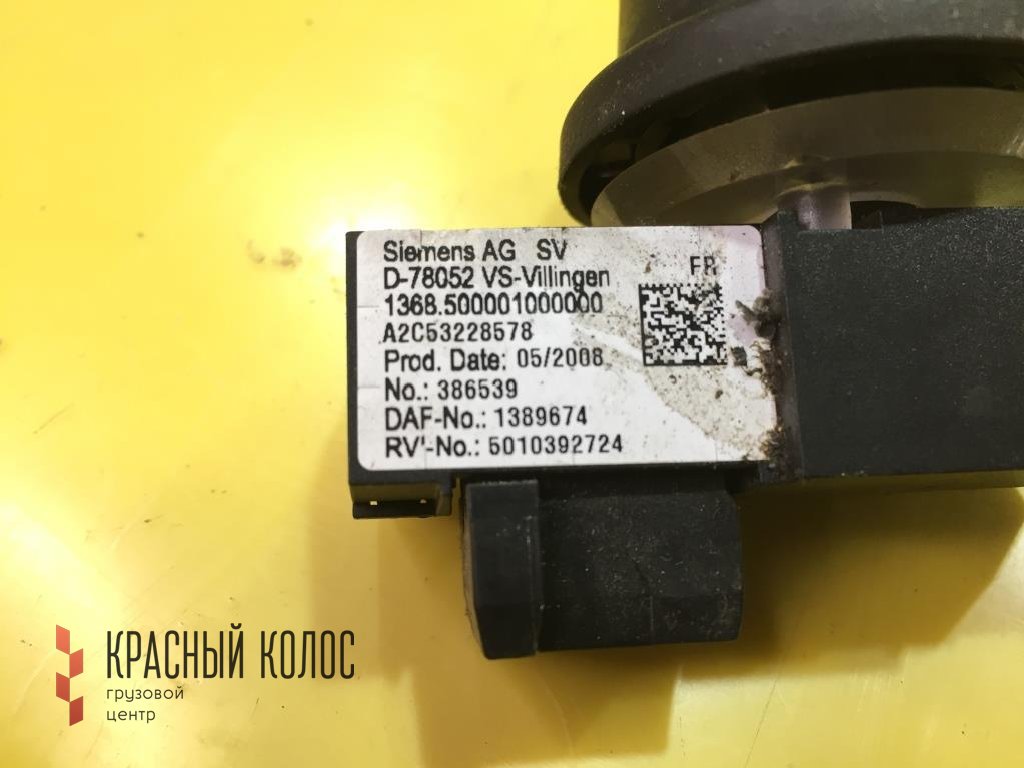 Siemens AG SV
D-78052 VS-Villingen
FR
1368.500001000000
A2C53228578
Prod. Date: 05/2008
No.: 386539
DAF-No.: 1389674
RVI-No.: 5010392724
КРАСНЫЙ КОЛОС
грузовой
центр